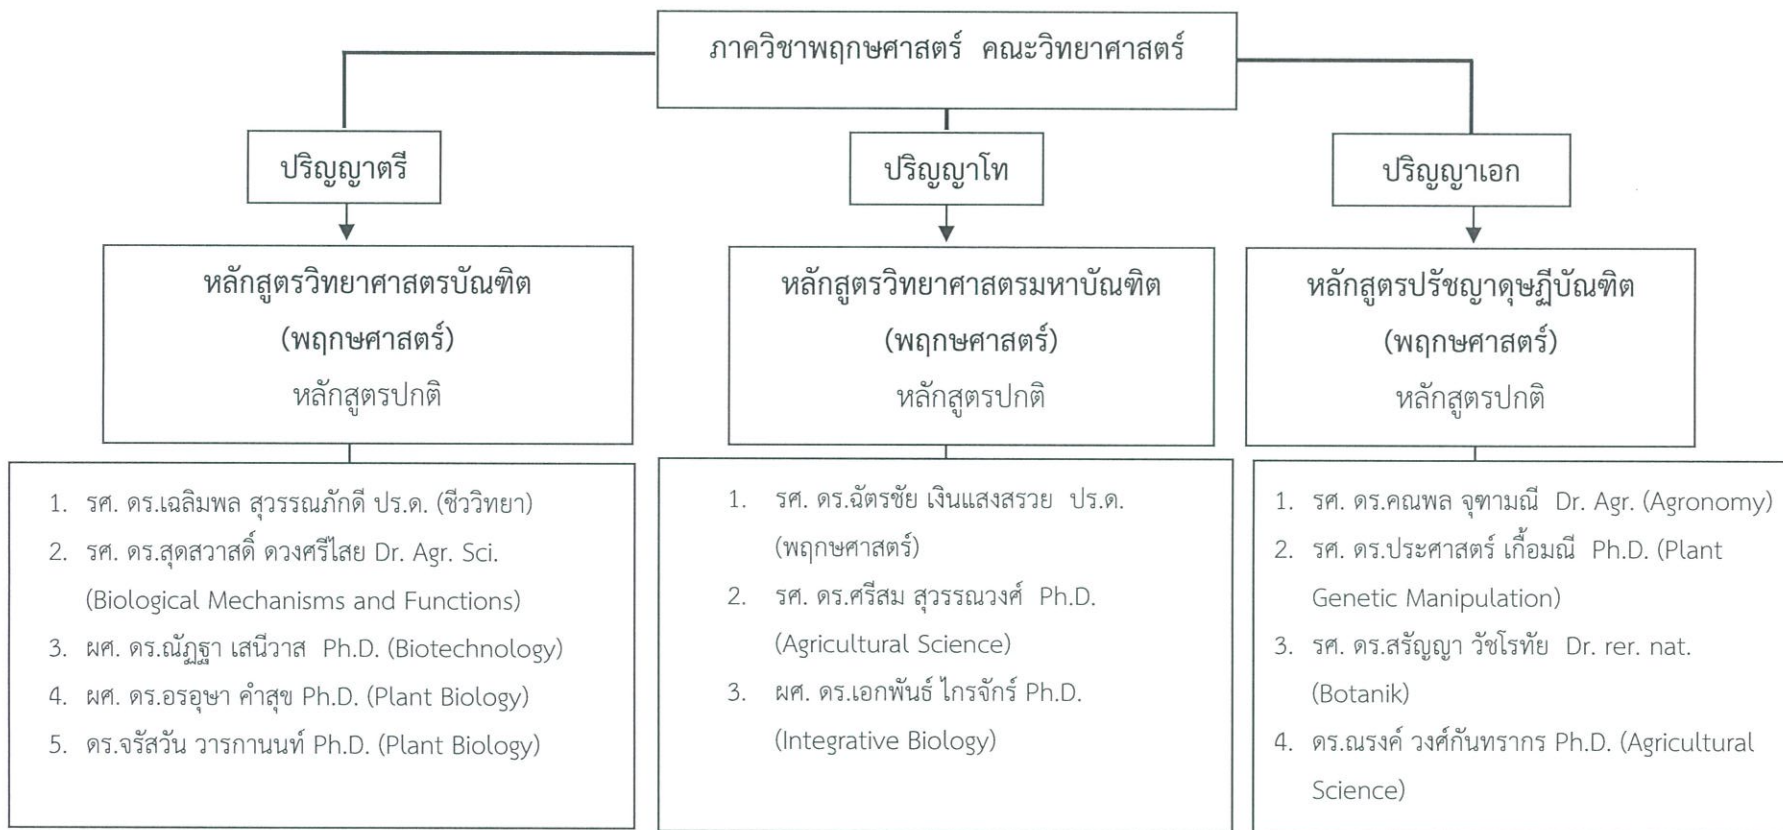 ภาควิชาพฤกษศาสตร์ คณะวิทยาศาสตร์
ปริญญาตรี
ปริญญาโท
ปริญญาเอก
หลักสูตรวิทยาศาสตรบัณฑิต
(พฤกษศาสตร์)
หลักสูตรปกติ
หลักสูตรวิทยาศาสตรมหาบัณฑิต
(พฤกษศาสตร์)
หลักสูตรปกติ
หลักสูตรปรัชญาดุษฎีบัณฑิต
(พฤกษศาสตร์)
หลักสูตรปกติ
1. รศ. ดร.เฉลิมพล สุวรรณภักดี ปร.ด. (ชีววิทยา)
2. รศ. ดร.สุดสวาสดิ์ ดวงศรีไสย Dr. Agr. Sci.
(Biological Mechanisms and Functions)
3. ผศ. ดร.ณัฏฐา เสนีวาส Ph.D. (Biotechnology)
4. ผศ. ดร.อรอุษา คำสุข Ph.D. (Plant Biology)
5. ดร.จรัสวัน วารกานนท์ Ph.D. (Plant Biology)
1. รศ. ดร.ฉัตรชัย เงินแสงสรวย ปร.ด.
(พฤกษศาสตร์)
2. รศ. ดร.ศรีสม สุวรรณวงศ์ Ph.D.
(Agricultural Science)
3. ผศ. ดร.เอกพันธ์ ไกรจักร์ Ph.D.
(Integrative Biology)
1. รศ. ดร.คณพล จุฑามณี Dr. Agr. (Agronomy)
2. รศ. ดร.ประศาสตร์ เกื้อมณี Ph.D. (Plant
Genetic Manipulation)
3. รศ. ดร.สรัญญา วัชโรทัย Dr. rer. nat.
(Botanik)
4. ดร.ณรงค์ วงศ์กันทรากร Ph.D. (Agricultural
Science)